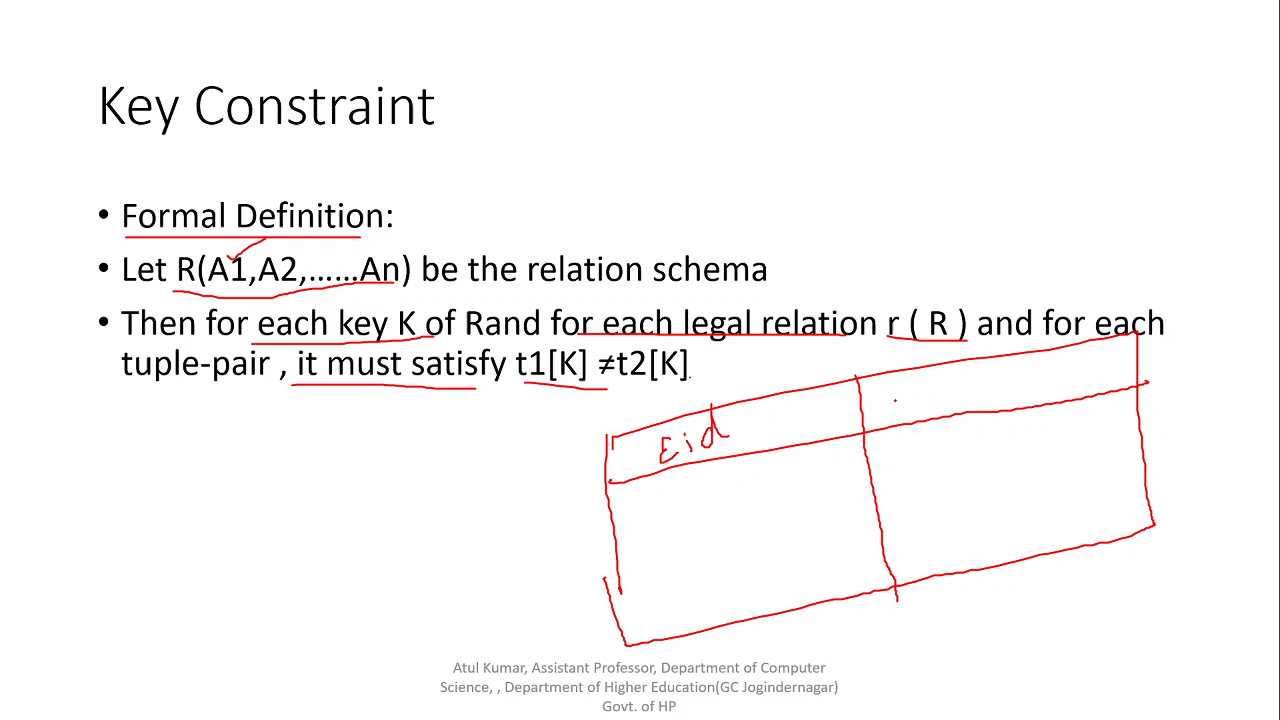 Key Constraint
• Formal Definition:
• Let R(A1,A2,......An) be the relation schema
• Then for each key K of Rand for each legal relation r ( R ) and for each
tuple-pair , it must satisfy t1[K] ≠t2[K]
Eid
Atul Kumar, Assistant Professor, Department of Computer
Science, , Department of Higher Education(GC Jogindernagar)
Govt. of HP